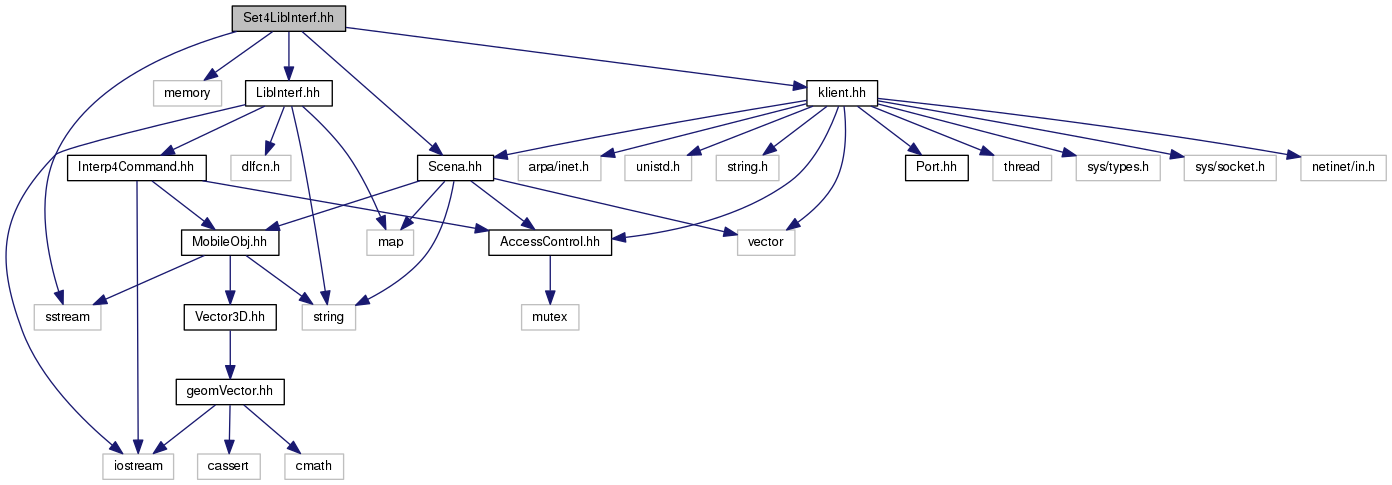 Set4LibInterf.hh
memory
LibInterf.hh
klient.hh
Interp4Command.hh
dlfcn.h
Scena.hh
arpa/inet.h
unistd.h
string.h
Port.hh
thread
sys/types.h
sys/socket.h
netinet/in.h
MobileObj.hh
map
AccessControl.hh
vector
sstream
Vector3D.hh
string
mutex
geomVector.hh
iostream
cassert
cmath